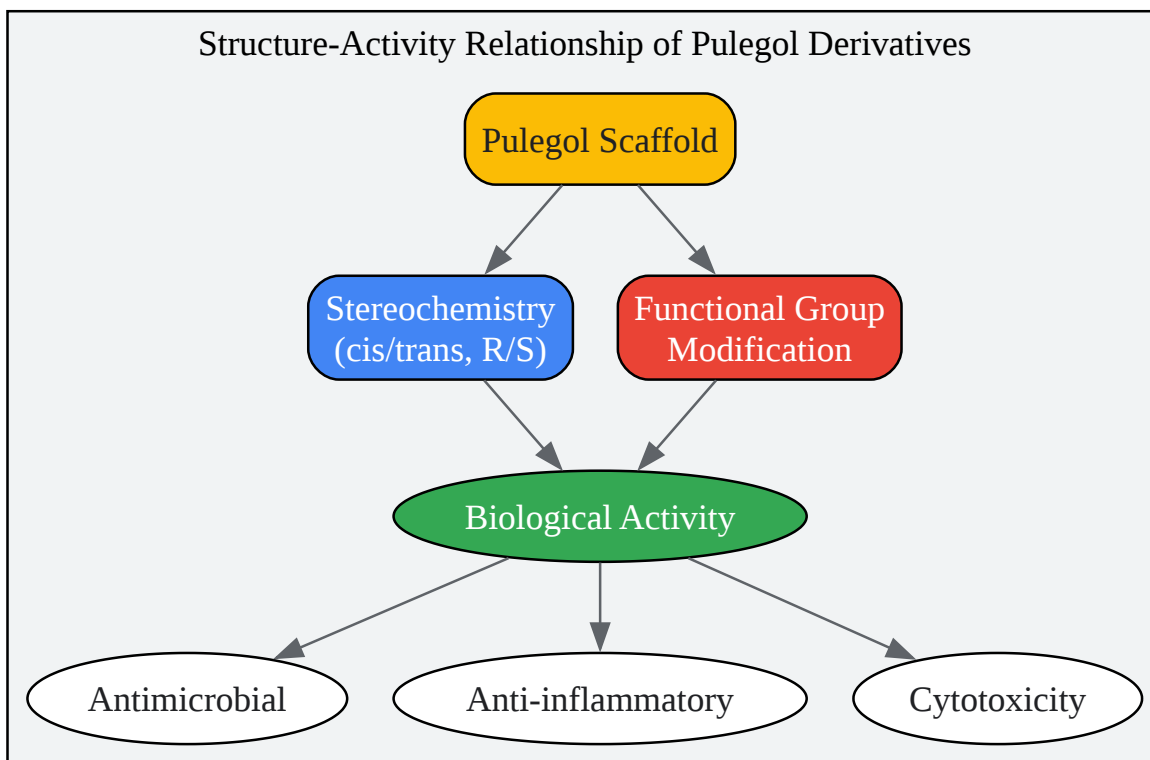 Structure-Activity Relationship of Pulegol Derivatives
Pulegol Scaffold
Stereochemistry
(cis/trans, R/S)
Functional Group
Modification
Biological Activity
Antimicrobial
Anti-inflammatory
Cytotoxicity